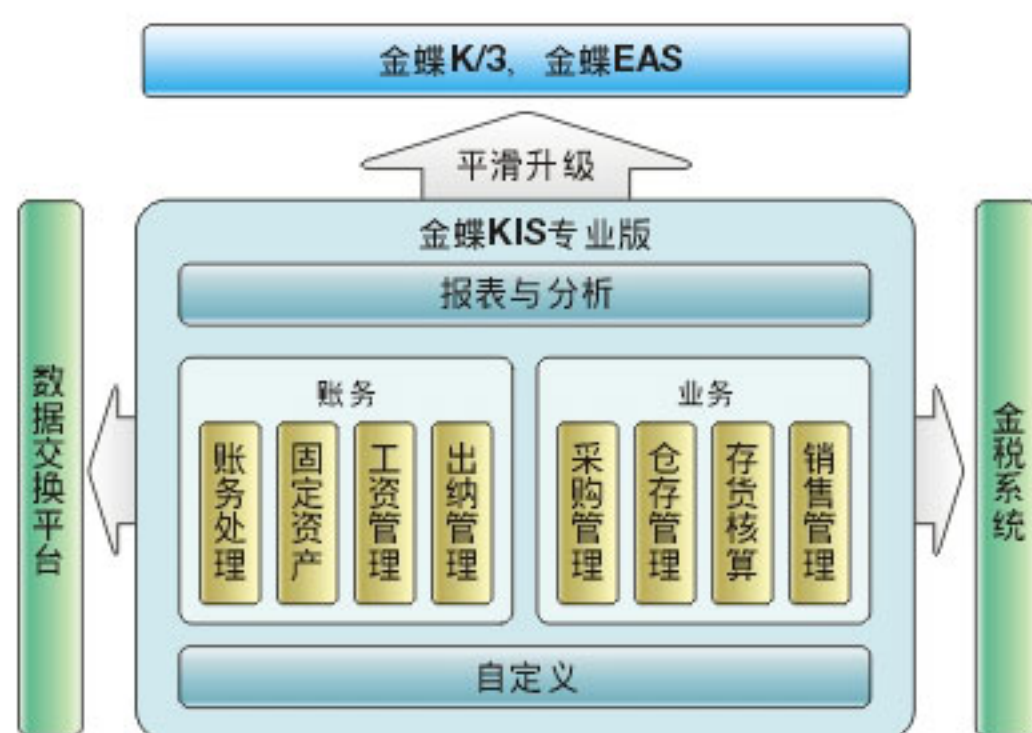 金蝶K/3, 金蝶EAS
平滑升级
金蝶KIS专业版
报表与分析
数据交换平台
账务
账务处理
固定资产
工资管理
出纳管理
业务
采购管理
仓存管理
存货核算
销售管理
金税系统
自定义